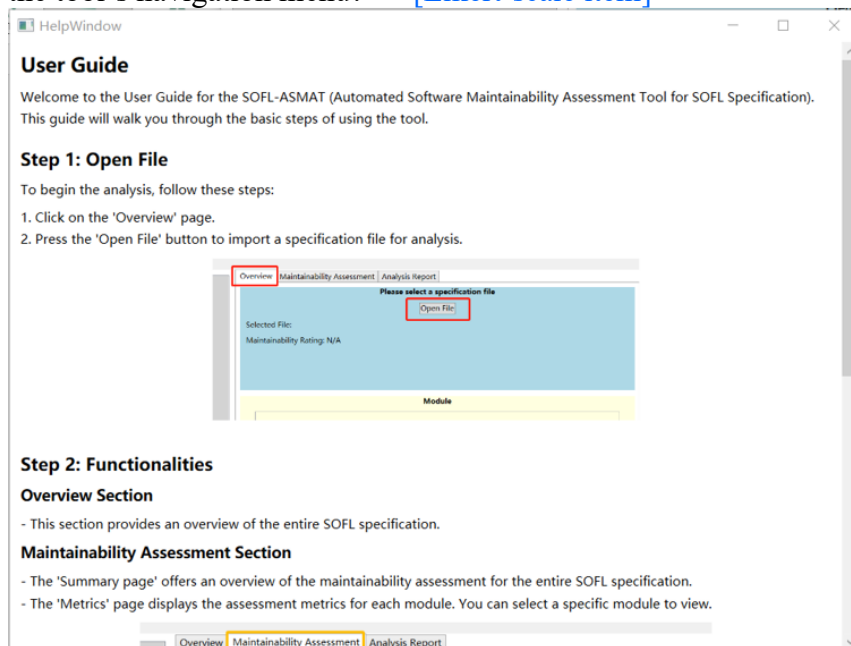 the tool's navigation menu?
HelpWindow
User Guide
Welcome to the User Guide for the SOFL-ASMAT (Automated Software Maintainability Assessment Tool for SOFL Specification).
This guide will walk you through the basic steps of using the tool.
Step 1: Open File
To begin the analysis, follow these steps:
1. Click on the 'Overview' page.
2. Press the 'Open File' button to import a specification file for analysis.
Overview Maintainability Assessment Analysis Report
Please select a specification file
Open File
Selected File:
Maintainability Rating: N/A
Module
Step 2: Functionalities
Overview Section
- This section provides an overview of the entire SOFL specification.
Maintainability Assessment Section
- The 'Summary page' offers an overview of the maintainability assessment for the entire SOFL specification.
- The 'Metrics' page displays the assessment metrics for each module. You can select a specific module to view.
Overview Maintainability Assessment Analysis Report